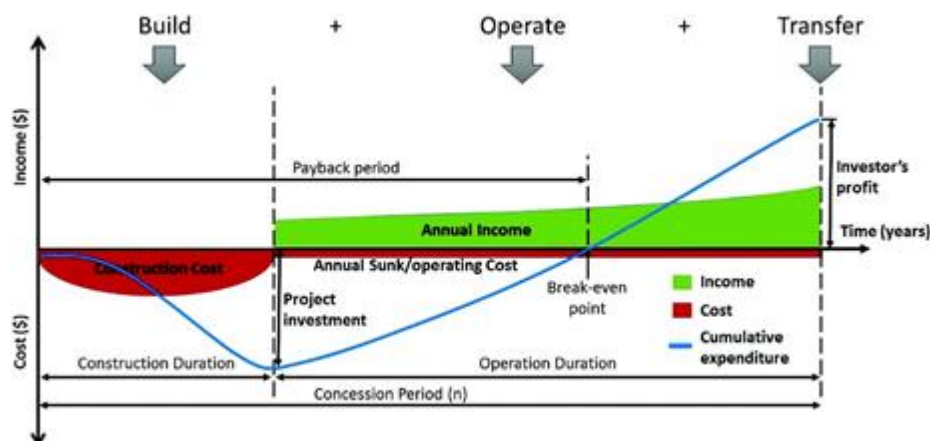 Build + Operate + Transfer
Income ($)
Payback period
Investor's
profit
Annual Income
Time (years)
Construction Cost
Annual Sunk/operating Cost
Project
investment
Break-even
point
Income
Cost
Cumulative
expenditure
Cost ($)
Construction Duration
Operation Duration
Concession Period (n)